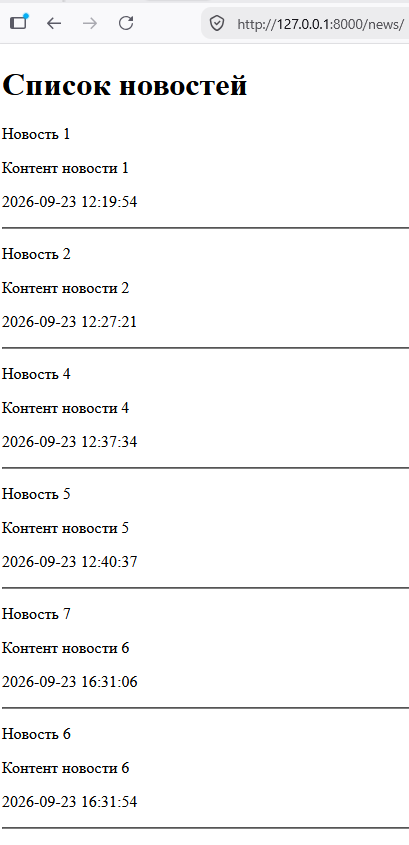 http://127.0.0.1:8000/news/
Список новостей
Новость 1
Контент новости 1
2026-09-23 12:19:54
Новость 2
Контент новости 2
2026-09-23 12:27:21
Новость 4
Контент новости 4
2026-09-23 12:37:34
Новость 5
Контент новости 5
2026-09-23 12:40:37
Новость 7
Контент новости 6
2026-09-23 16:31:06
Новость 6
Контент новости 6
2026-09-23 16:31:54